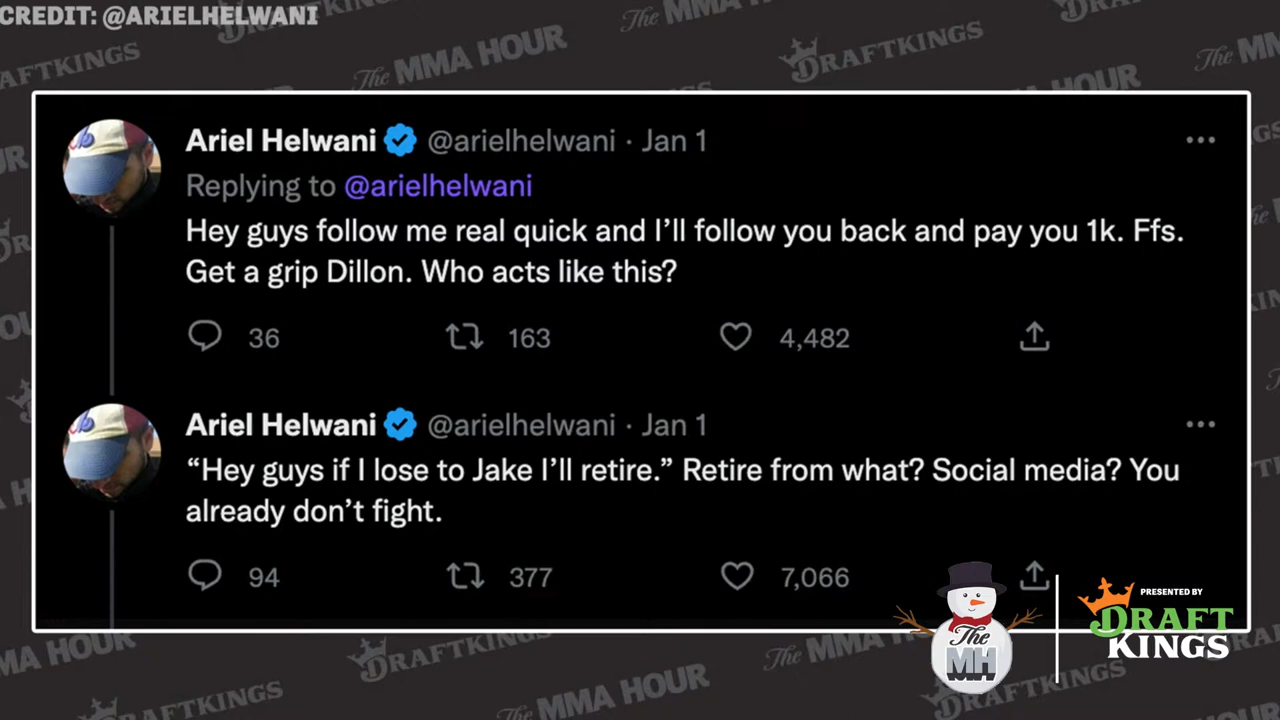 CREDIT: @ARIELHELWANI
Ariel Helwani @arielhelwani · Jan 1
Replying to @arielhelwani
Hey guys follow me real quick and I’ll follow you back and pay you 1k. Ffs.
Get a grip Dillon. Who acts like this?
36 163 4,482
Ariel Helwani @arielhelwani · Jan 1
“Hey guys if I lose to Jake I’ll retire.” Retire from what? Social media? You
already don’t fight.
94 377 7,066
The
MH
PRESENTED BY
DRAFT
KINGS
The MMA HOUR
DRAFTKINGS